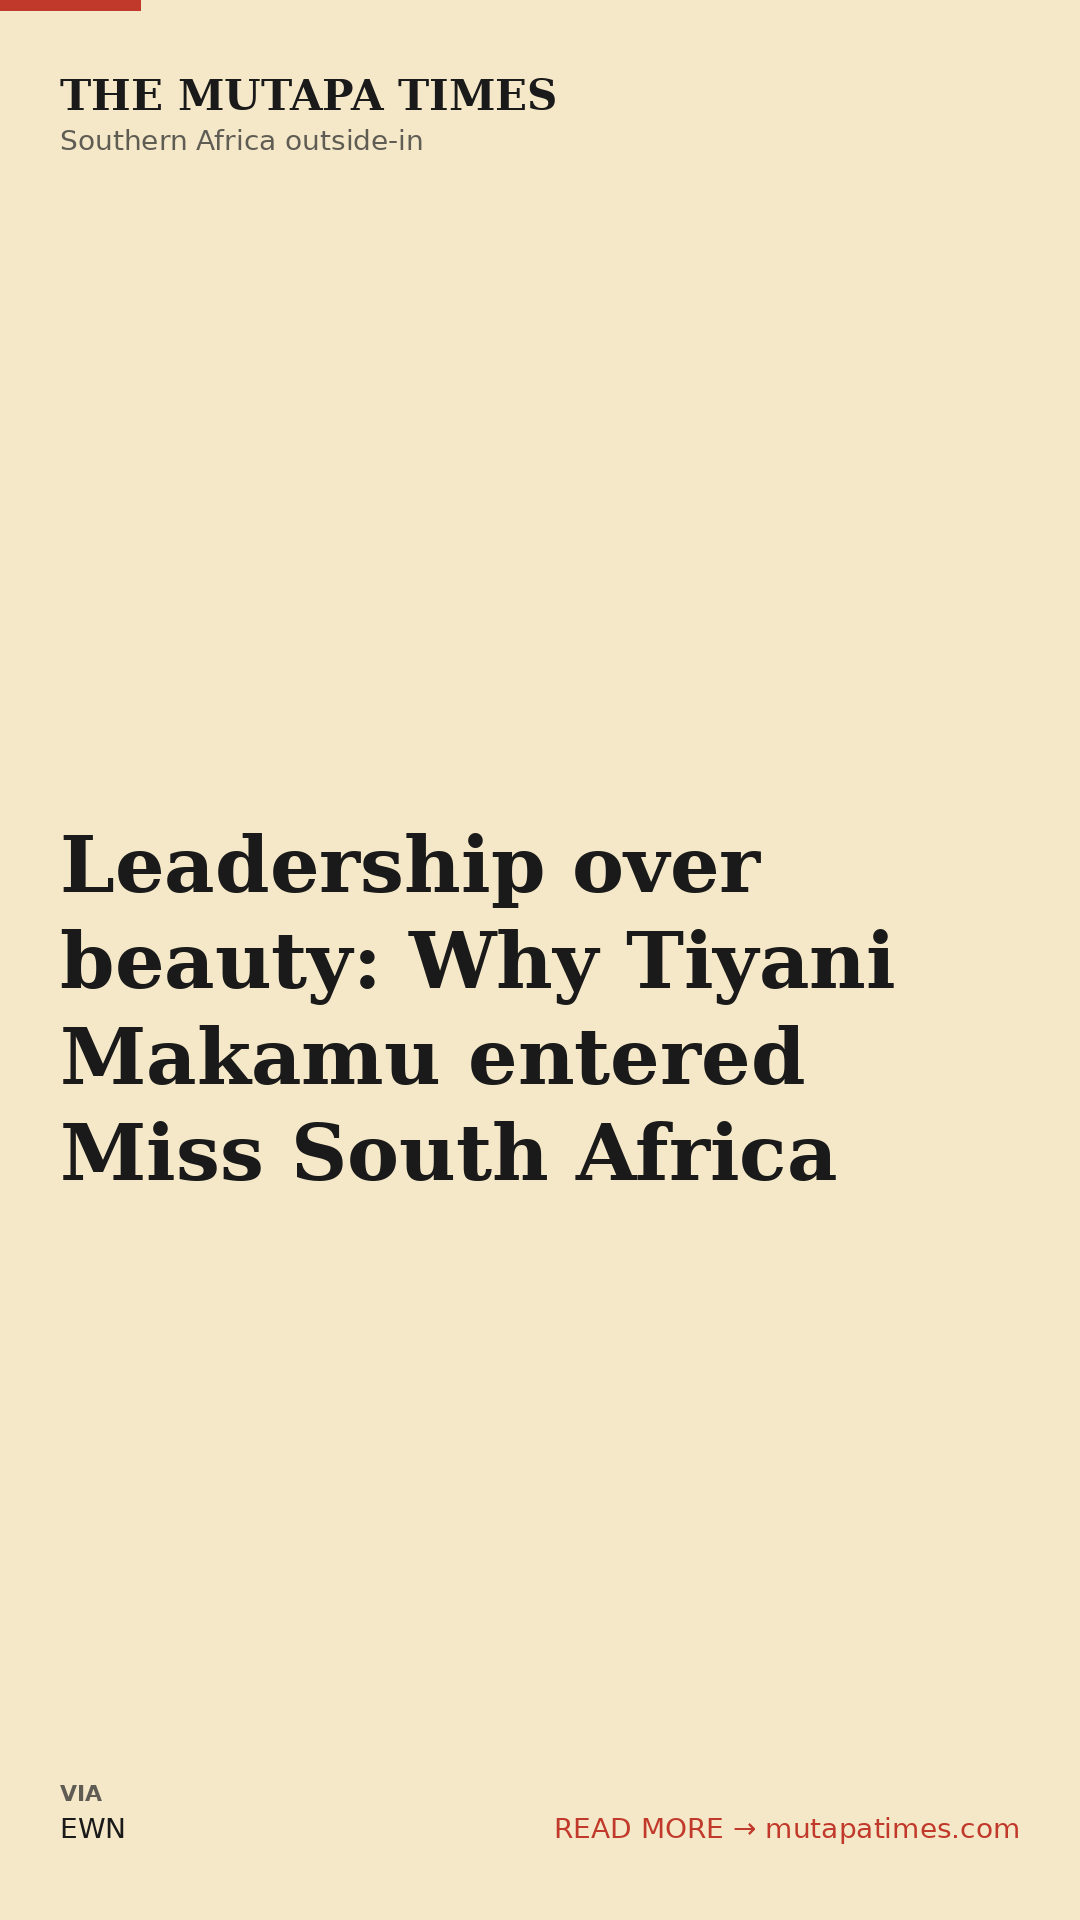 THE MUTAPA TIMES
Southern Africa outside-in
Leadership over
beauty: Why Tiyani
Makamu entered
Miss South Africa
VIA
EWN
READ MORE → mutapatimes.com